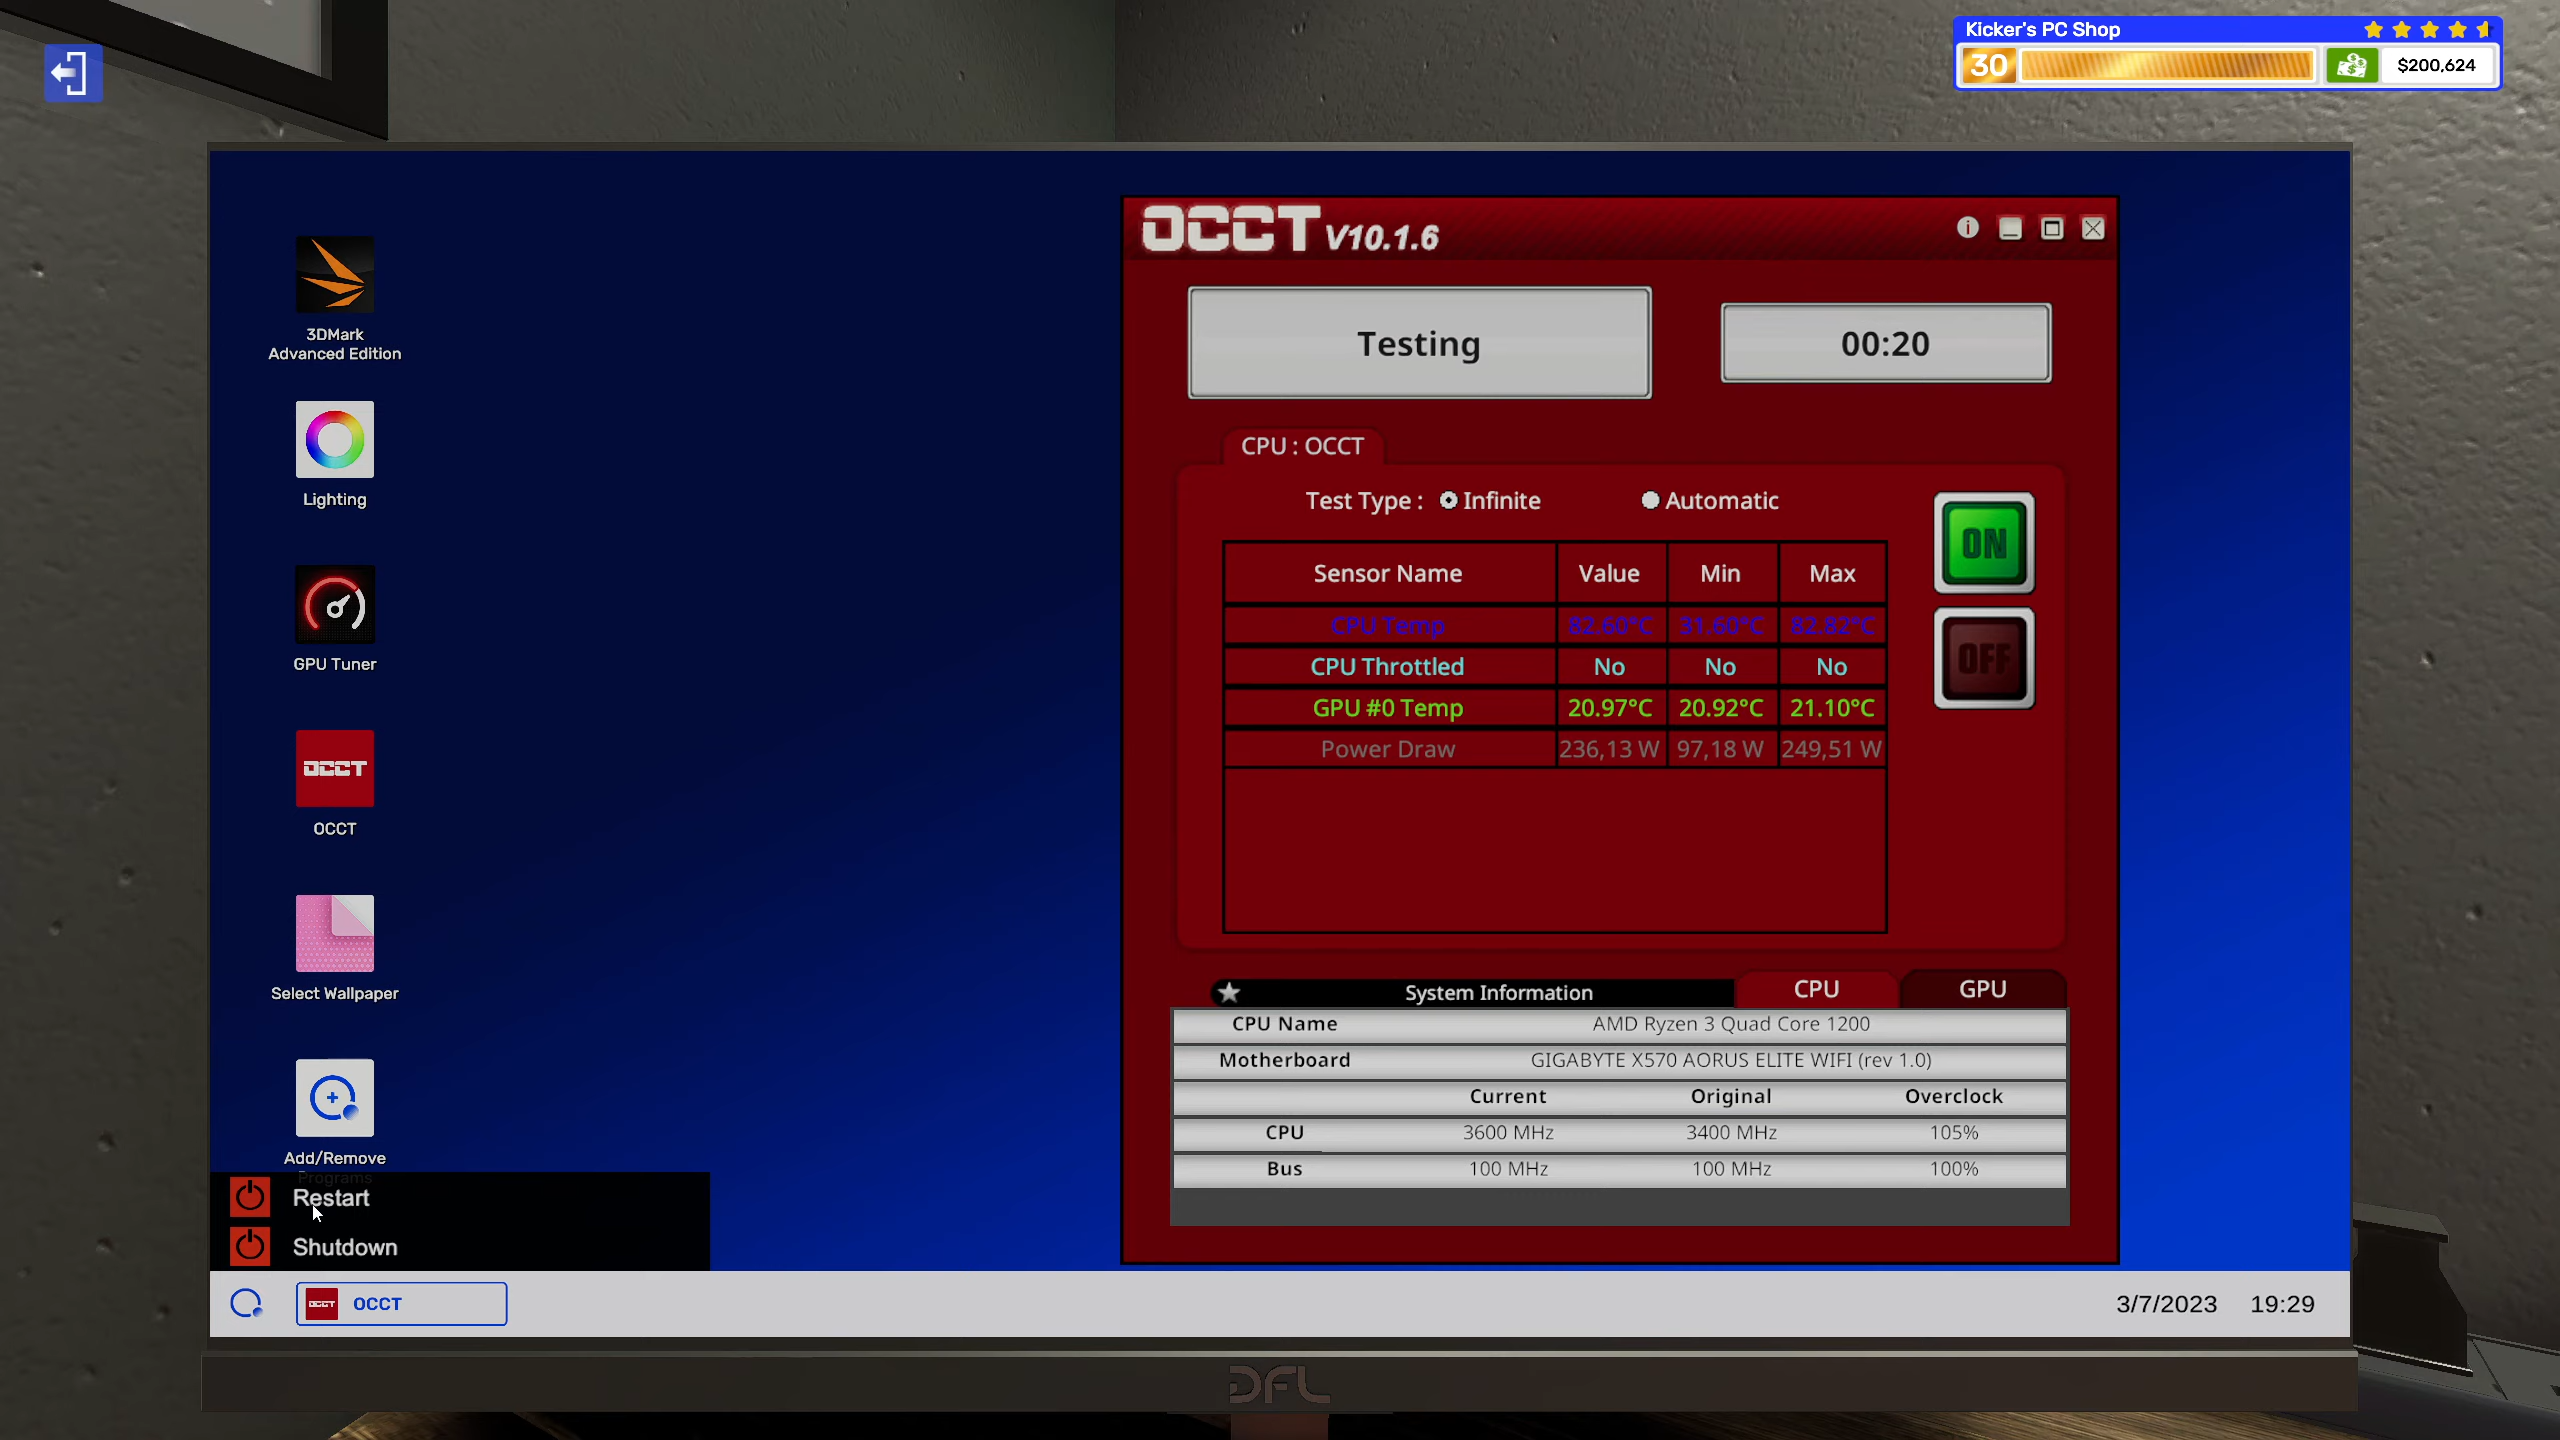 Kicker's PC Shop
30
$200,624
OCCT V10.1.6
Testing
00:20
3DMark
Advanced Edition
Lighting
GPU Tuner
OCCT
OCCT
Select Wallpaper
Add/Remove
Programs
CPU : OCCT
Test Type : Infinite Automatic
ON
OFF
Sensor Name Value Min Max
CPU Temp 82.60°C 31.60°C 82.82°C
CPU Throttled No No No
GPU #0 Temp 20.97°C 20.92°C 21.10°C
Power Draw 236,13 W 97,18 W 249,51 W
System Information CPU GPU
CPU Name AMD Ryzen 3 Quad Core 1200
Motherboard GIGABYTE X570 AORUS ELITE WIFI (rev 1.0)
Current Original Overclock
CPU 3600 MHz 3400 MHz 105%
Bus 100 MHz 100 MHz 100%
Restart
Shutdown
OCCT OCCT
3/7/2023 19:29
DFL